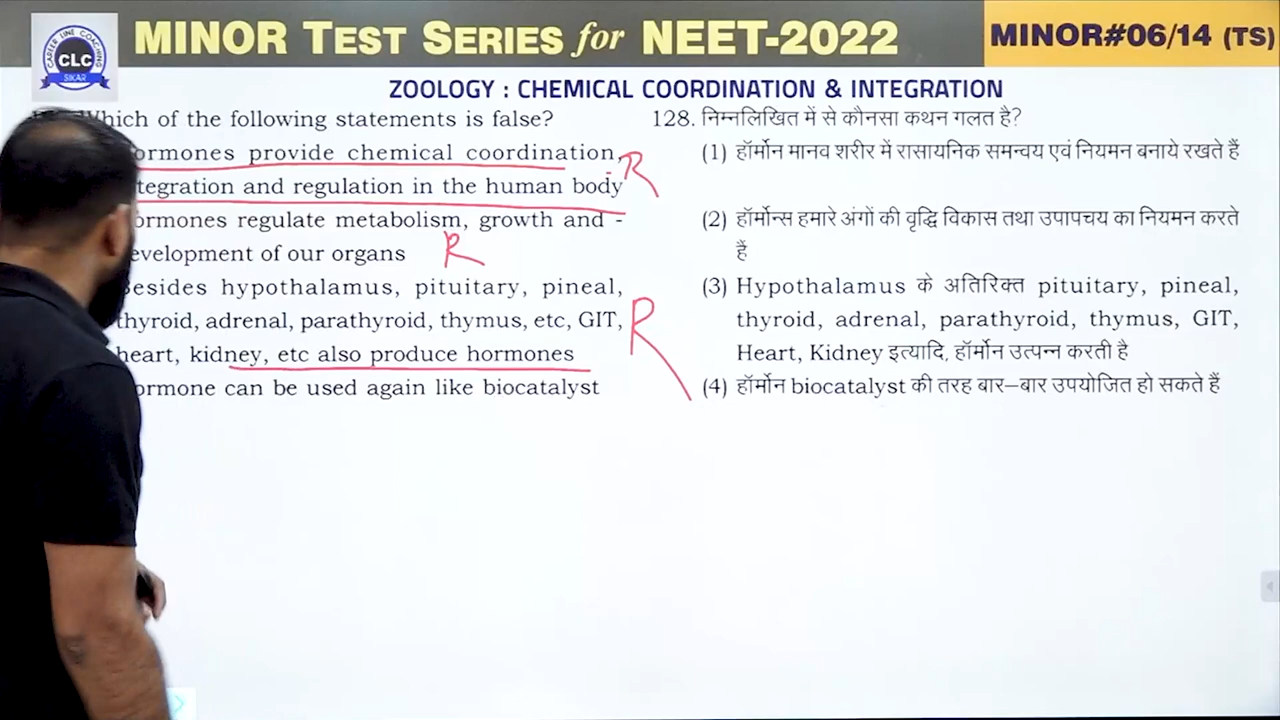 CAREER LINE COACHING
CLC
SIKAR
MINOR TEST SERIES for NEET-2022
MINOR#06/14 (TS)
ZOOLOGY : CHEMICAL COORDINATION & INTEGRATION
Which of the following statements is false?
ormones provide chemical coordination,
R
tegration and regulation in the human body
ormones regulate metabolism, growth and -
evelopment of our organs
R
Besides hypothalamus, pituitary, pineal,
thyroid, adrenal, parathyroid, thymus, etc, GIT,
R
heart, kidney, etc also produce hormones
ormone can be used again like biocatalyst
128. निम्नलिखित में से कौनसा कथन गलत है?
(1) हॉर्मोन मानव शरीर में रासायनिक समन्वय एवं नियमन बनाये रखते हैं
(2) हॉर्मोन्स हमारे अंगों की वृद्धि विकास तथा उपापचय का नियमन करते
हैं
(3) Hypothalamus के अतिरिक्त pituitary, pineal,
thyroid, adrenal, parathyroid, thymus, GIT,
Heart, Kidney इत्यादि, हॉर्मोन उत्पन्न करती है
(4) हॉर्मोन biocatalyst की तरह बार–बार उपयोजित हो सकते हैं